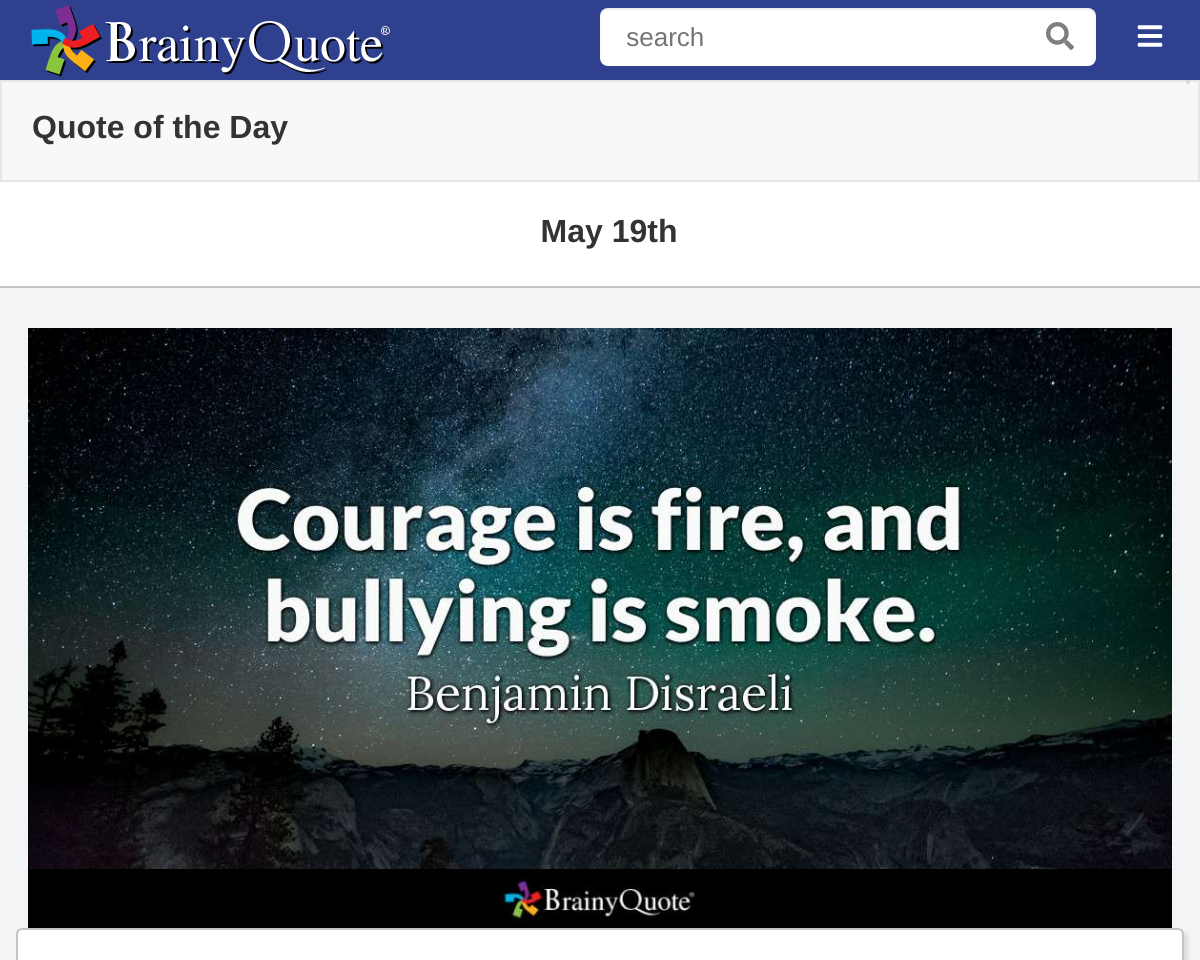 BrainyQuote®
search
Quote of the Day
May 19th
Courage is fire, and
bullying is smoke.
Benjamin Disraeli
BrainyQuote®